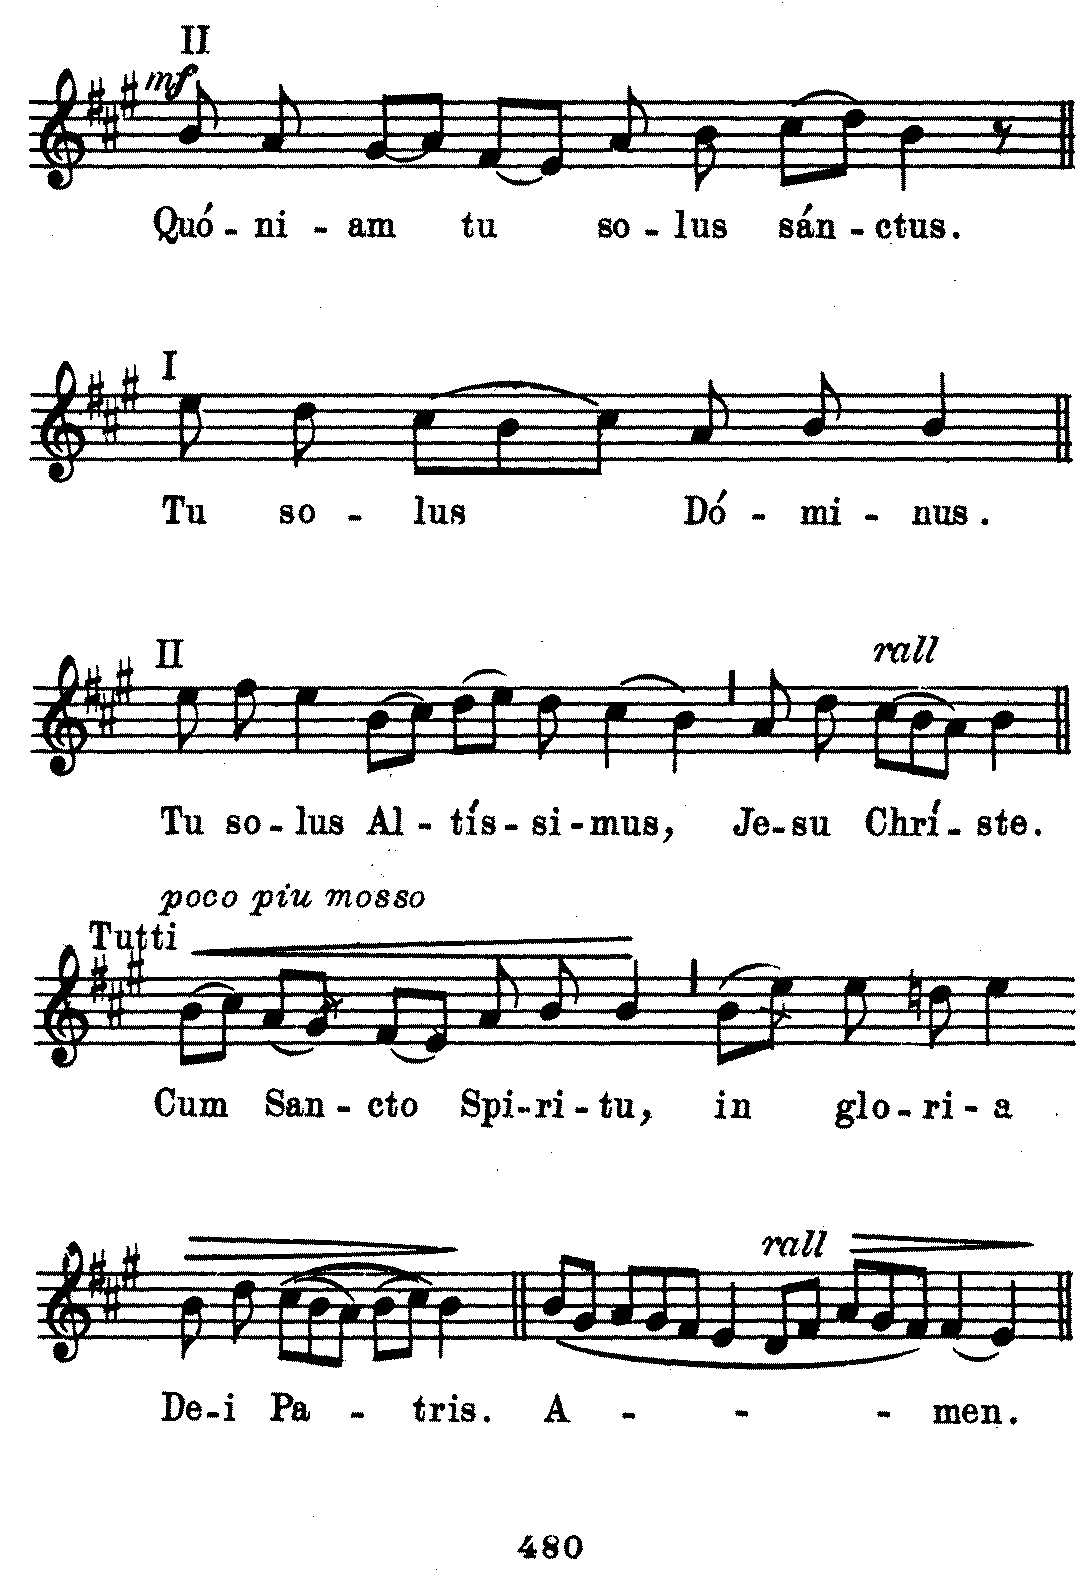 II
mf
Quó - ni - am tu so - lus sán - ctus.
I
Tu so - lus Dó - mi - nus.
II
rall
Tu so - lus Al - tís - si - mus, Je - su Chrí - ste.
poco piu mosso
Tutti
Cum San - cto Spi - ri - tu, in glo - ri - a
rall
De - i Pa - tris. A - - - men.
480